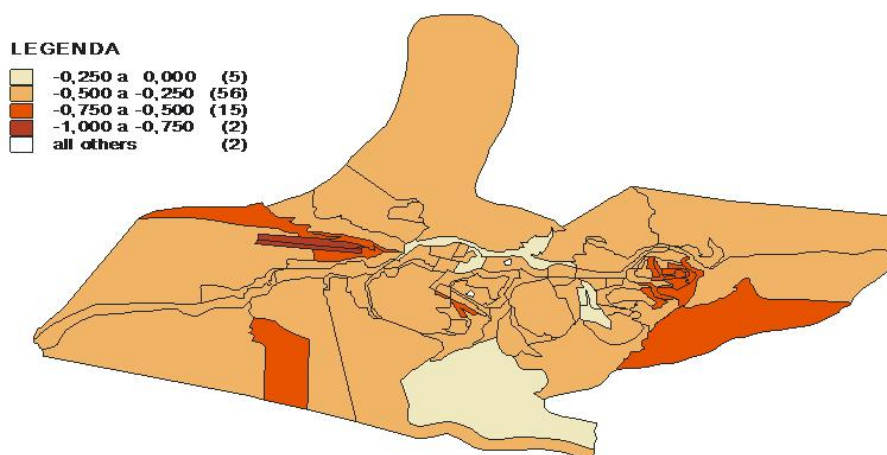 LEGENDA
-0,250 a 0,000 (5)
-0,500 a -0,250 (56)
-0,750 a -0,500 (15)
-1,000 a -0,750 (2)
all others (2)